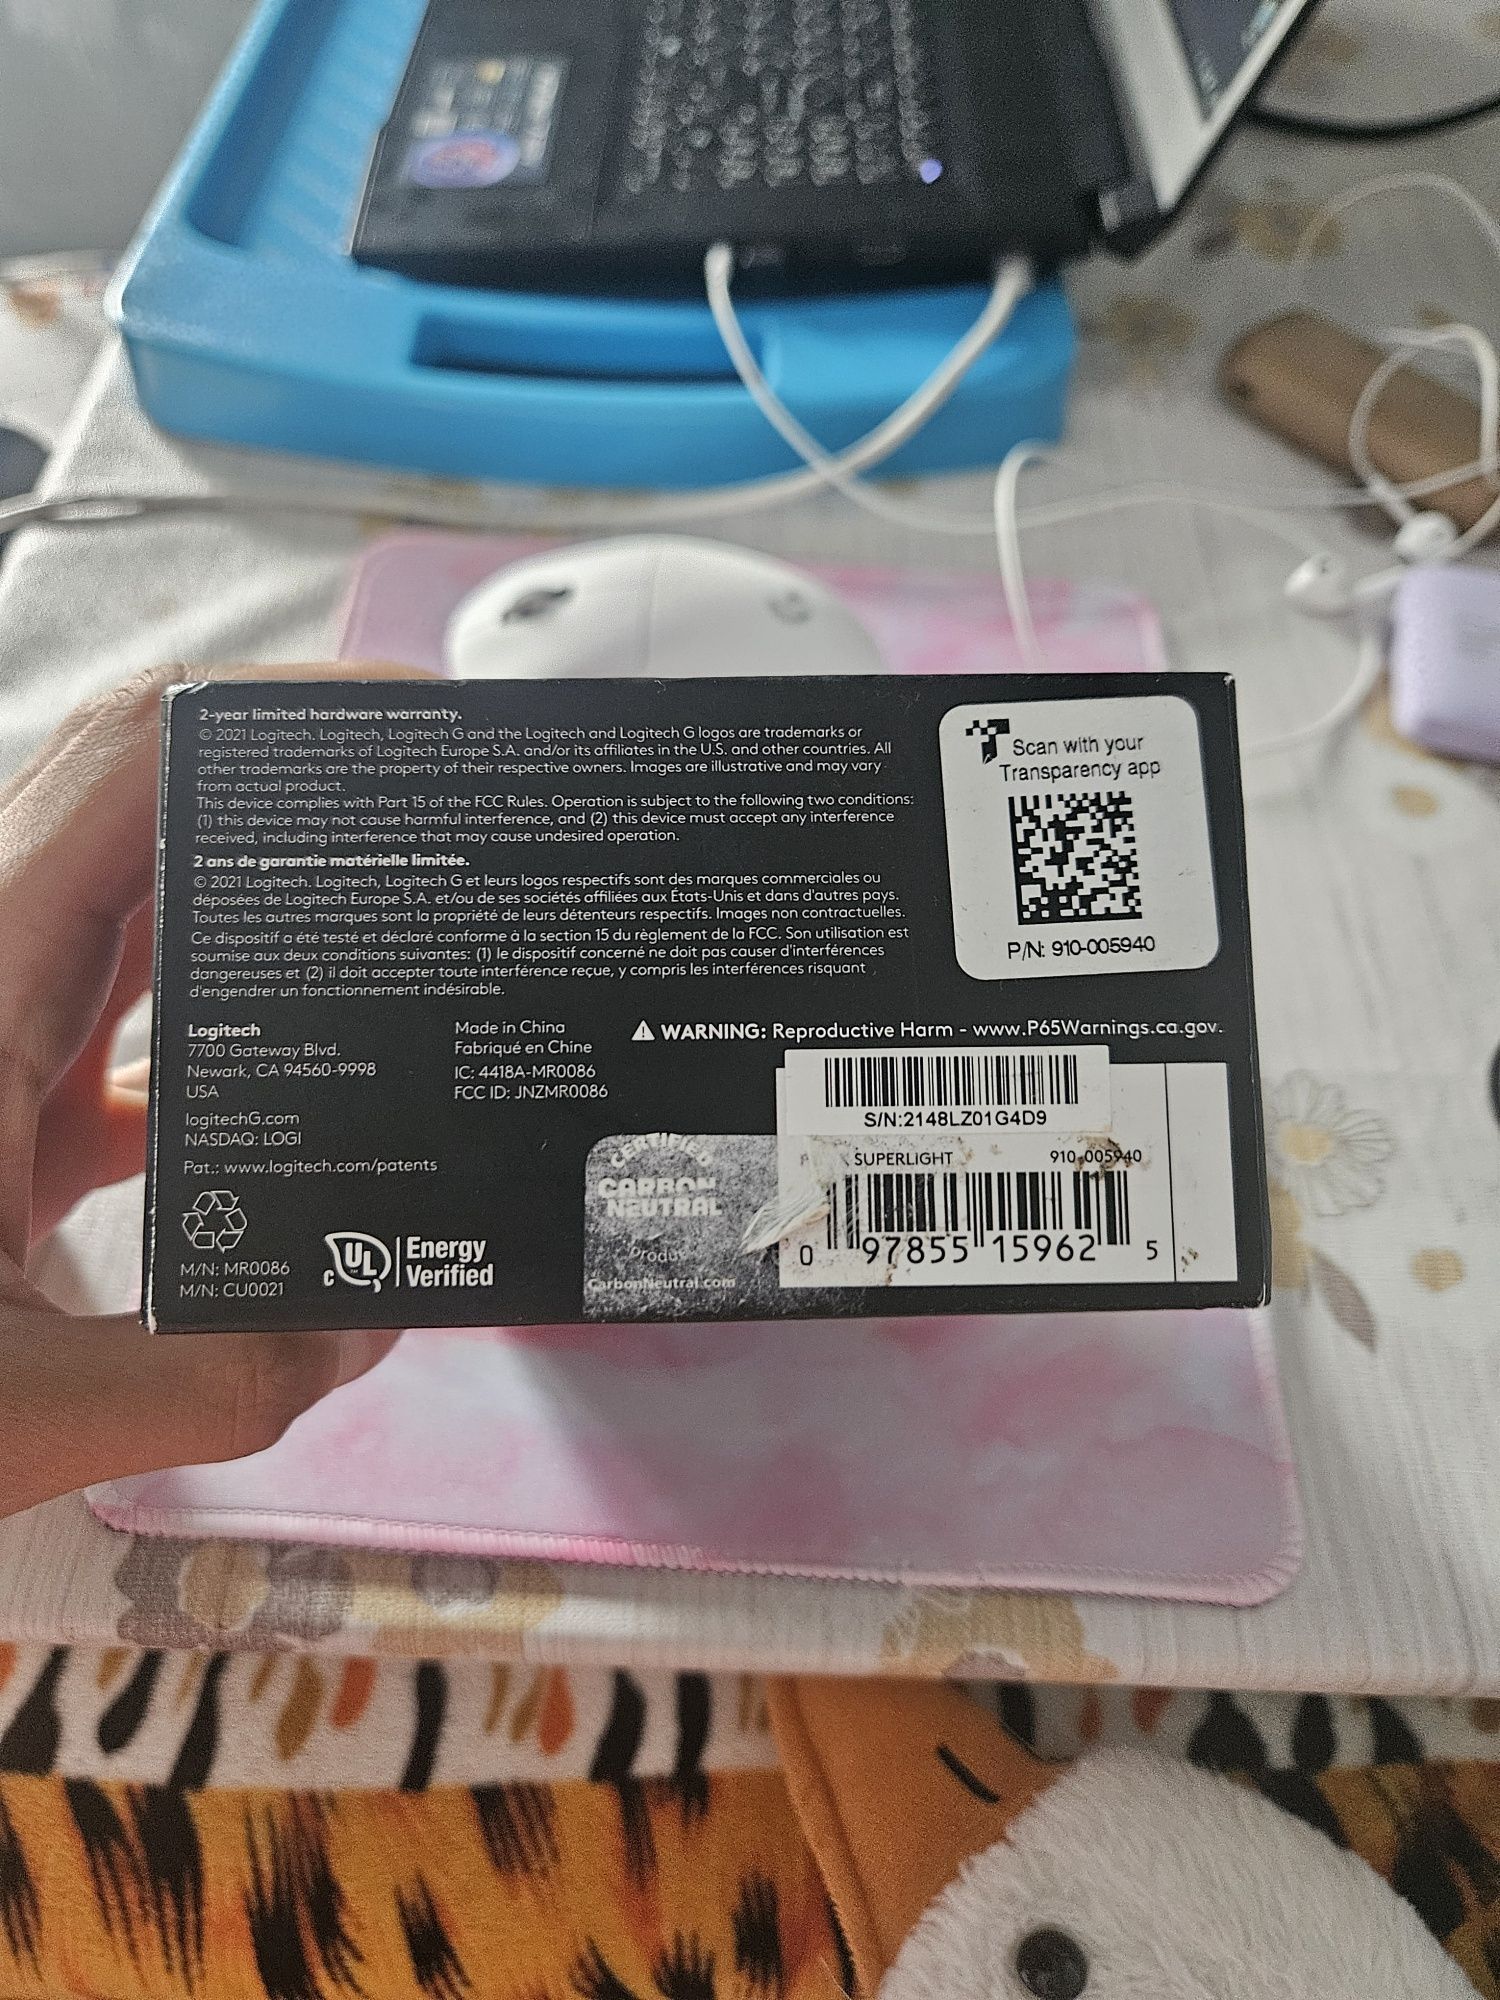 2-year limited hardware warranty.
© 2021 Logitech. Logitech, Logitech G and the Logitech and Logitech G logos are trademarks or
registered trademarks of Logitech Europe S.A. and/or its affiliates in the U.S. and other countries. All
other trademarks are the property of their respective owners. Images are illustrative and may vary
from actual product.
This device complies with Part 15 of the FCC Rules. Operation is subject to the following two conditions:
(1) this device may not cause harmful interference, and (2) this device must accept any interference
received, including interference that may cause undesired operation.
2 ans de garantie matérielle limitée.
© 2021 Logitech. Logitech, Logitech G et leurs logos respectifs sont des marques commerciales ou
déposées de Logitech Europe S.A. et/ou de ses sociétés affiliées aux États-Unis et dans d'autres pays.
Toutes les autres marques sont la propriété de leurs détenteurs respectifs. Images non contractuelles.
Ce dispositif a été testé et déclaré conforme à la section 15 du règlement de la FCC. Son utilisation est
soumise aux deux conditions suivantes: (1) le dispositif concerné ne doit pas causer d'interférences
dangereuses et (2) il doit accepter toute interférence reçue, y compris les interférences risquant
d'engendrer un fonctionnement indésirable.
Scan with your
Transparency app
P/N: 910-005940
Logitech
7700 Gateway Blvd.
Newark, CA 94560-9998
USA
logitechG.com
NASDAQ: LOGI
Pat.: www.logitech.com/patents
Made in China
Fabriqué en Chine
IC: 4418A-MR0086
FCC ID: JNZMR0086
WARNING: Reproductive Harm - www.P65Warnings.ca.gov.
S/N:2148LZ01G4D9
SUPERLIGHT 910-005940
0 97855 15962 5
CERTIFIED
CARBON
NEUTRAL
CarbonNeutral.com
M/N: MR0086
M/N: CU0021
c UL Energy
Verified